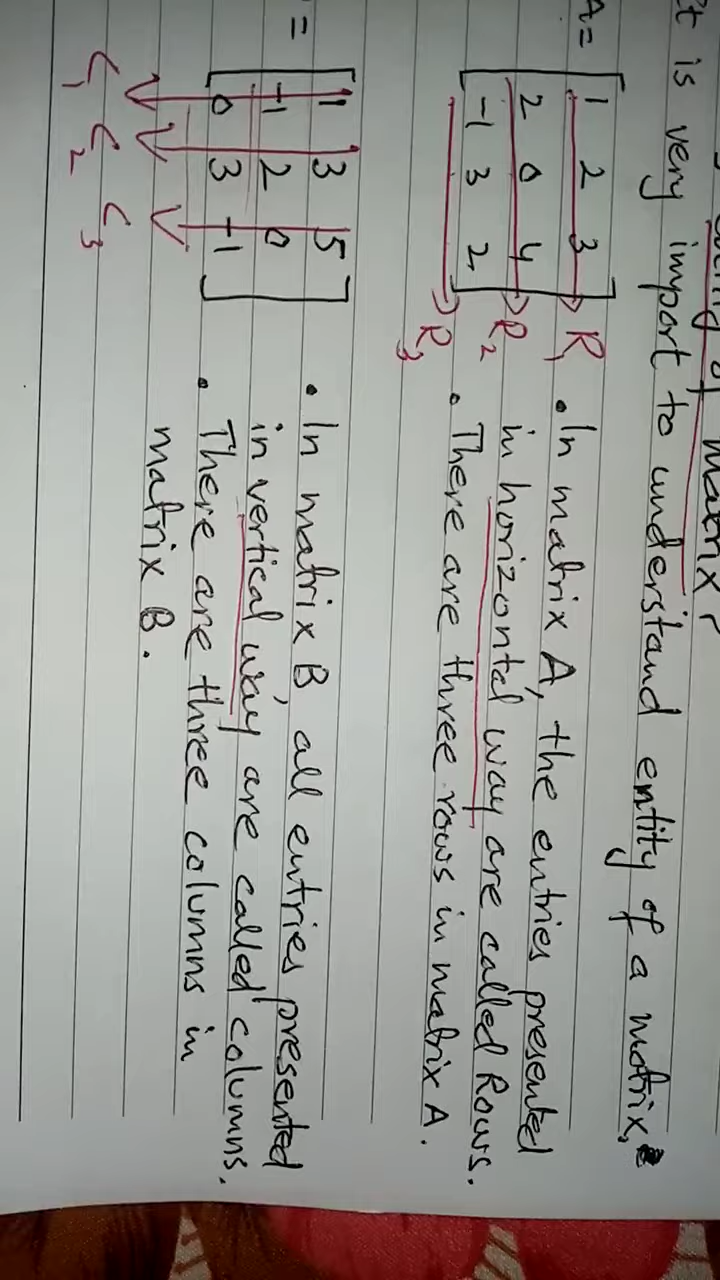 of matrix
It is very import to understand entity of a matrix.
A= [ 1 2 3 → R1
2 0 4 → R2
-1 3 2 ] → R3
• In matrix A, the entries presented
in horizontal way are called Rows.
• There are three rows in matrix A.
= [ 1 3 5
-1 2 0
0 3 -1 ]
C1 C2 C3
• In matrix B, all entries presented
in vertical way are called columns.
• There are three columns in
matrix B.